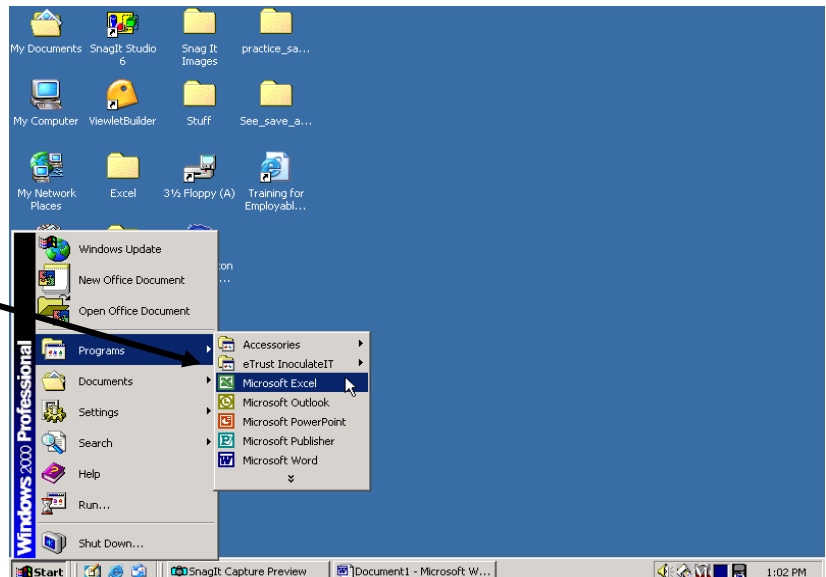 My Documents
SnagIt Studio
6
Snag It
Images
practice_sa...
My Computer
ViewletBuilder
Stuff
See_save_a...
My Network
Places
Excel
3½ Floppy (A)
Training for
Employabl...
Windows Update
New Office Document
Open Office Document
Programs
Documents
Settings
Search
Help
Run...
Shut Down...
Windows 2000 Professional
Accessories
eTrust InoculateIT
Microsoft Excel
Microsoft Outlook
Microsoft PowerPoint
Microsoft Publisher
Microsoft Word
Start
SnagIt Capture Preview
Document1 - Microsoft W...
1:02 PM